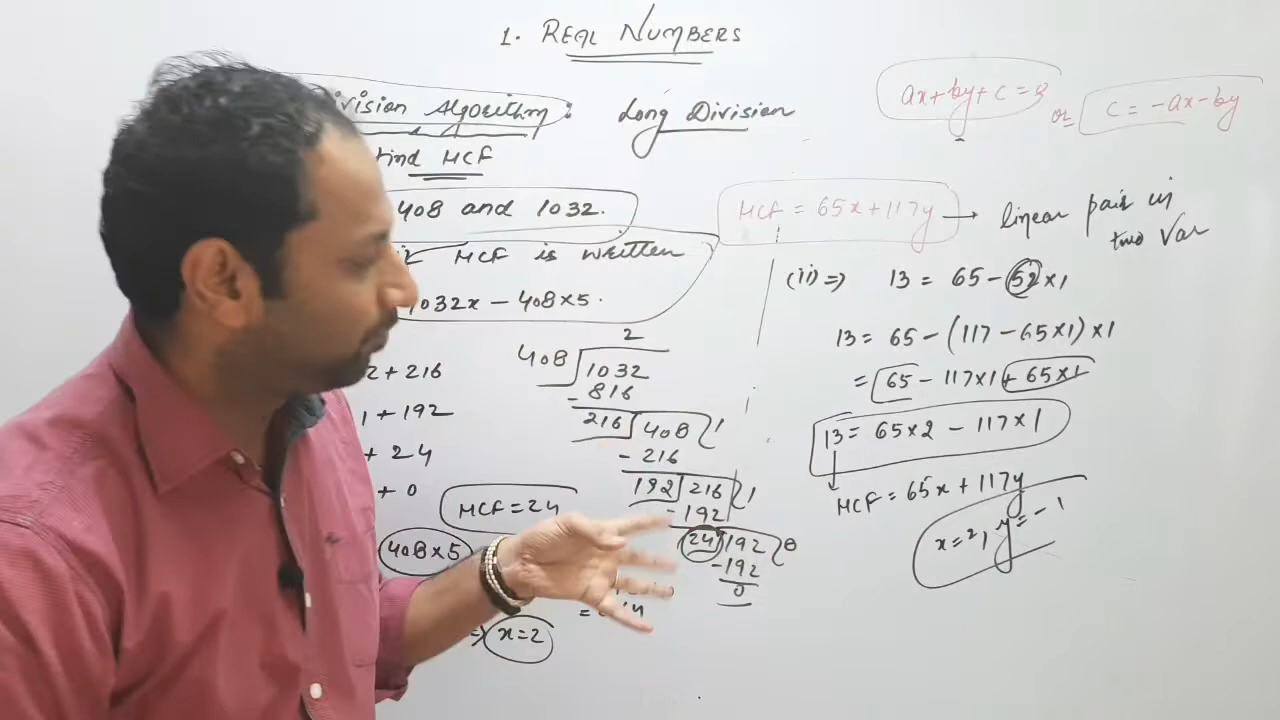 1. REAL NUMBERS
ivision Algorithm : Long Division
find HCF
408 and 1032.
HCF is written
1032x - 408×5.
2 + 216
1 + 192
+ 24
+ 0
HCF = 24
408×5
=> x=2
2
408 1032
- 816
216 408 1
- 216
192 216 1
- 192
24 192 8
- 192
0
ax+by+c=0
or c = -ax-by
HCF = 65x+117y → linear pair in
two Var
(ii) => 13 = 65 - 52×1
13 = 65 - (117 - 65×1)×1
= 65 - 117×1 + 65×1
13 = 65×2 - 117×1
HCF = 65x + 117y
x=2, y=-1